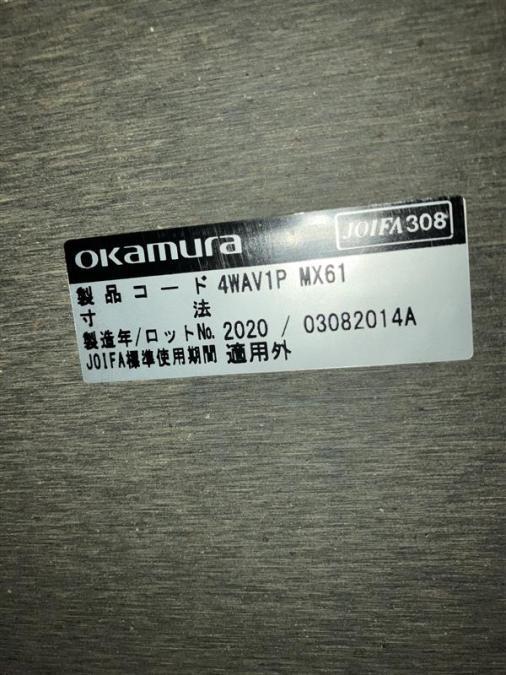 okamura JOIFA308
製品コード 4WAV1P MX61
寸法
製造年/ロットNo. 2020 / 03082014A
JOIFA標準使用期間 適用外